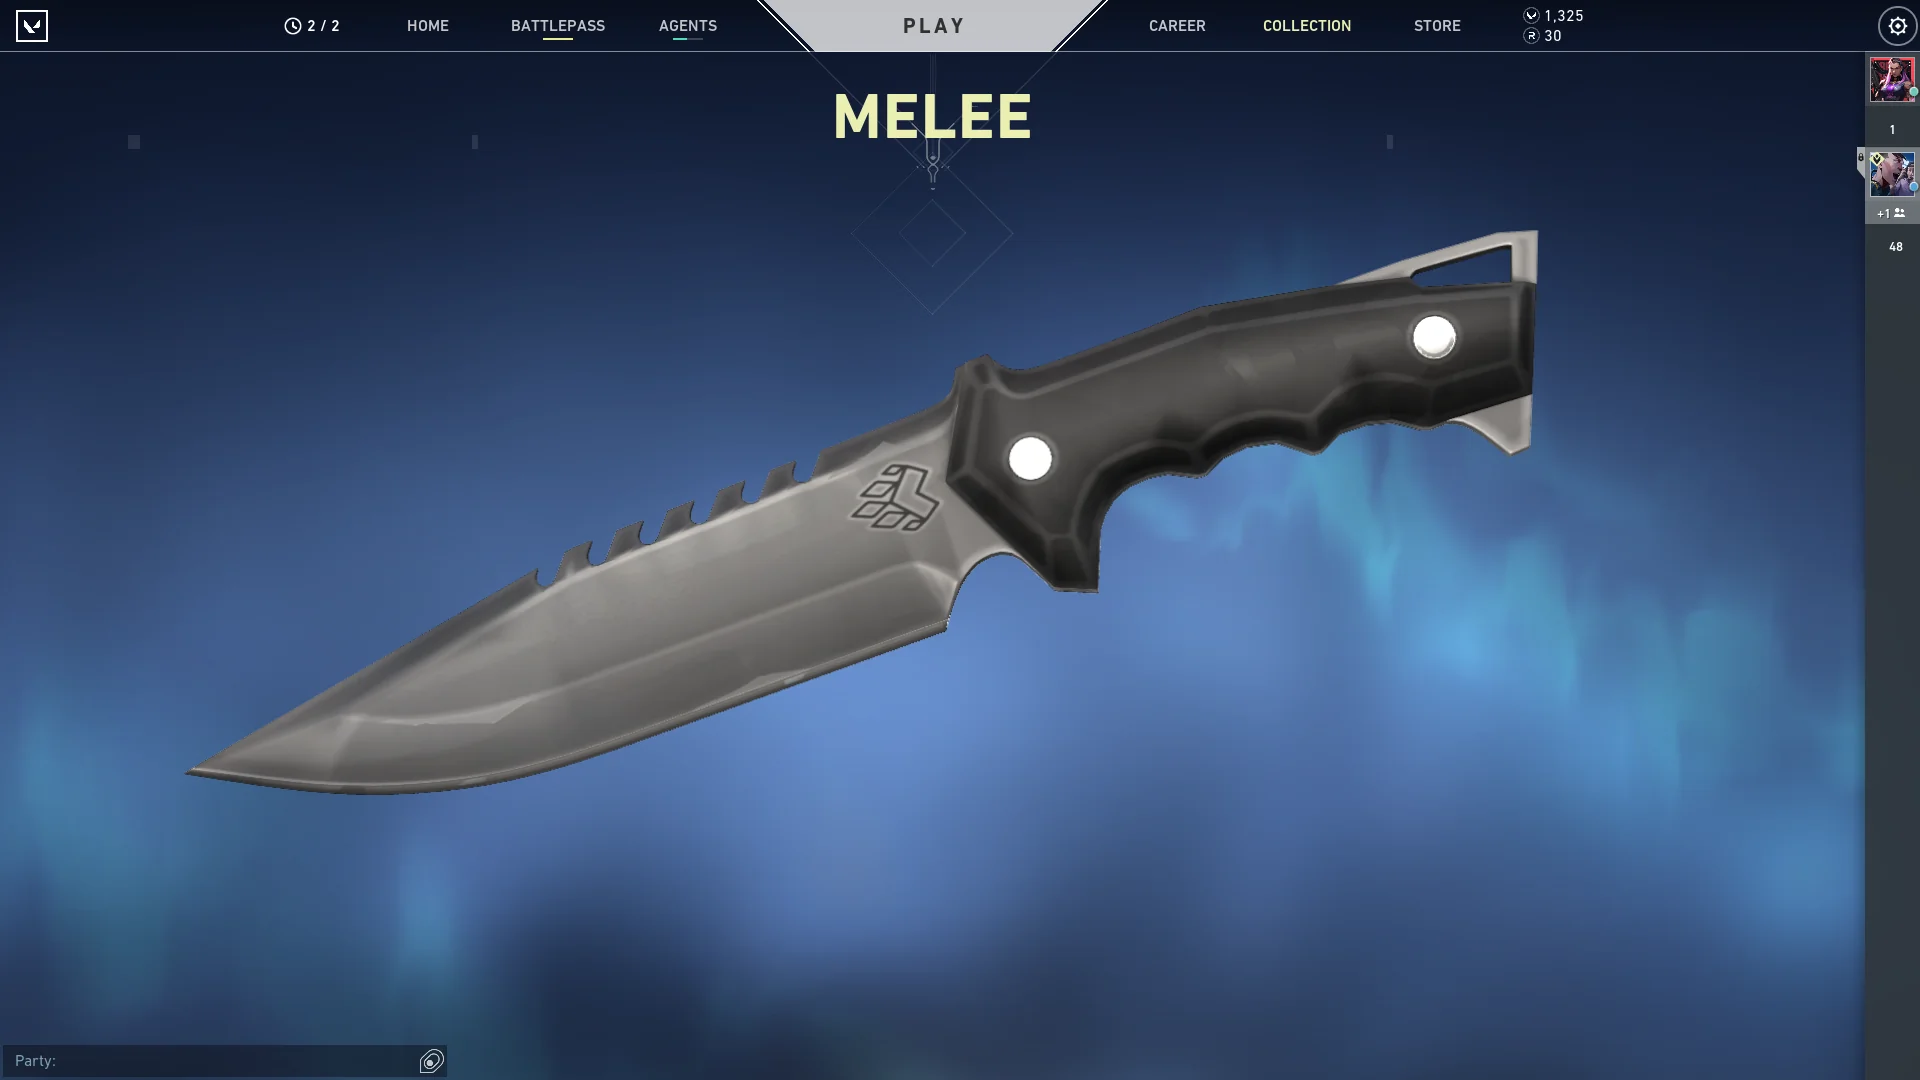 2 / 2
HOME
BATTLEPASS
AGENTS
PLAY
CAREER
COLLECTION
STORE
1,325
R 30
MELEE
1
+1
48
Party: